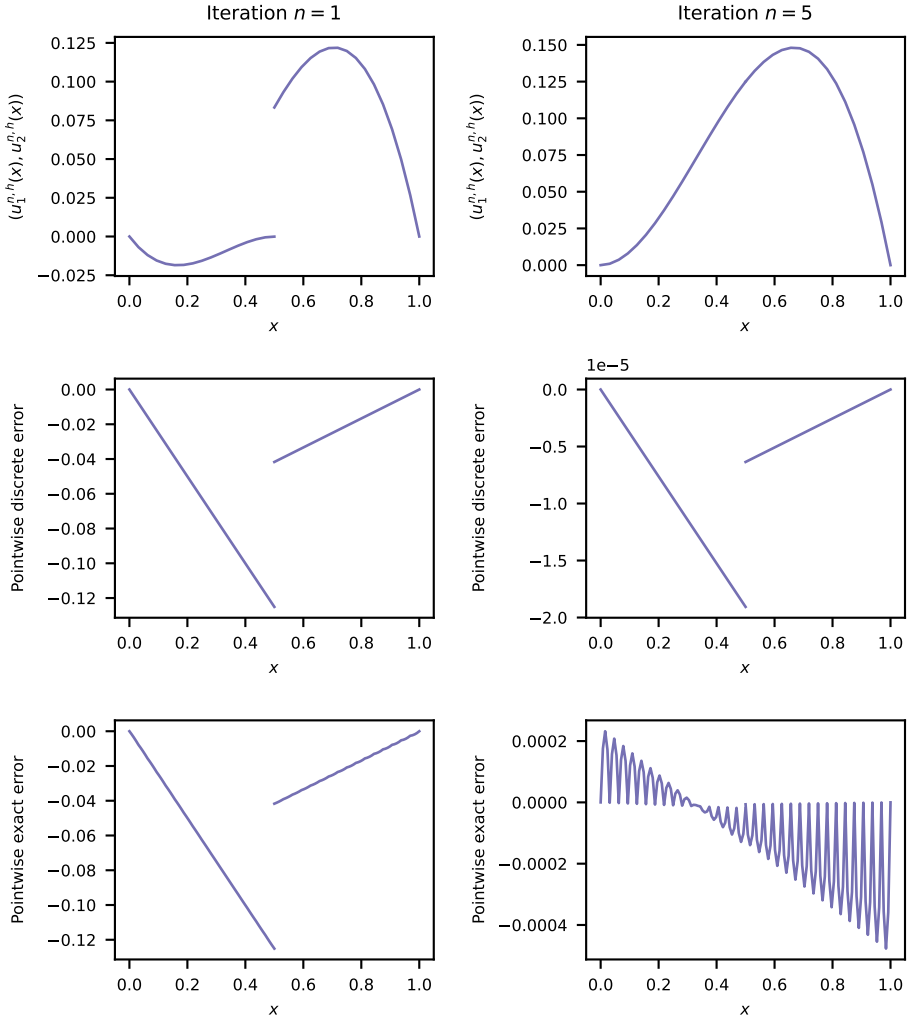 Iteration n = 1
Iteration n = 5
0.125
0.100
0.075
0.050
0.025
0.000
−0.025
(u₁ⁿ,ʰ(x), u₂ⁿ,ʰ(x))
0.0 0.2 0.4 0.6 0.8 1.0
x
0.150
0.125
0.100
0.075
0.050
0.025
0.000
(u₁ⁿ,ʰ(x), u₂ⁿ,ʰ(x))
0.0 0.2 0.4 0.6 0.8 1.0
x
0.00
−0.02
−0.04
−0.06
−0.08
−0.10
−0.12
Pointwise discrete error
0.0 0.2 0.4 0.6 0.8 1.0
x
1e−5
0.0
−0.5
−1.0
−1.5
−2.0
Pointwise discrete error
0.0 0.2 0.4 0.6 0.8 1.0
x
0.00
−0.02
−0.04
−0.06
−0.08
−0.10
−0.12
Pointwise exact error
0.0 0.2 0.4 0.6 0.8 1.0
x
0.0002
0.0000
−0.0002
−0.0004
Pointwise exact error
0.0 0.2 0.4 0.6 0.8 1.0
x